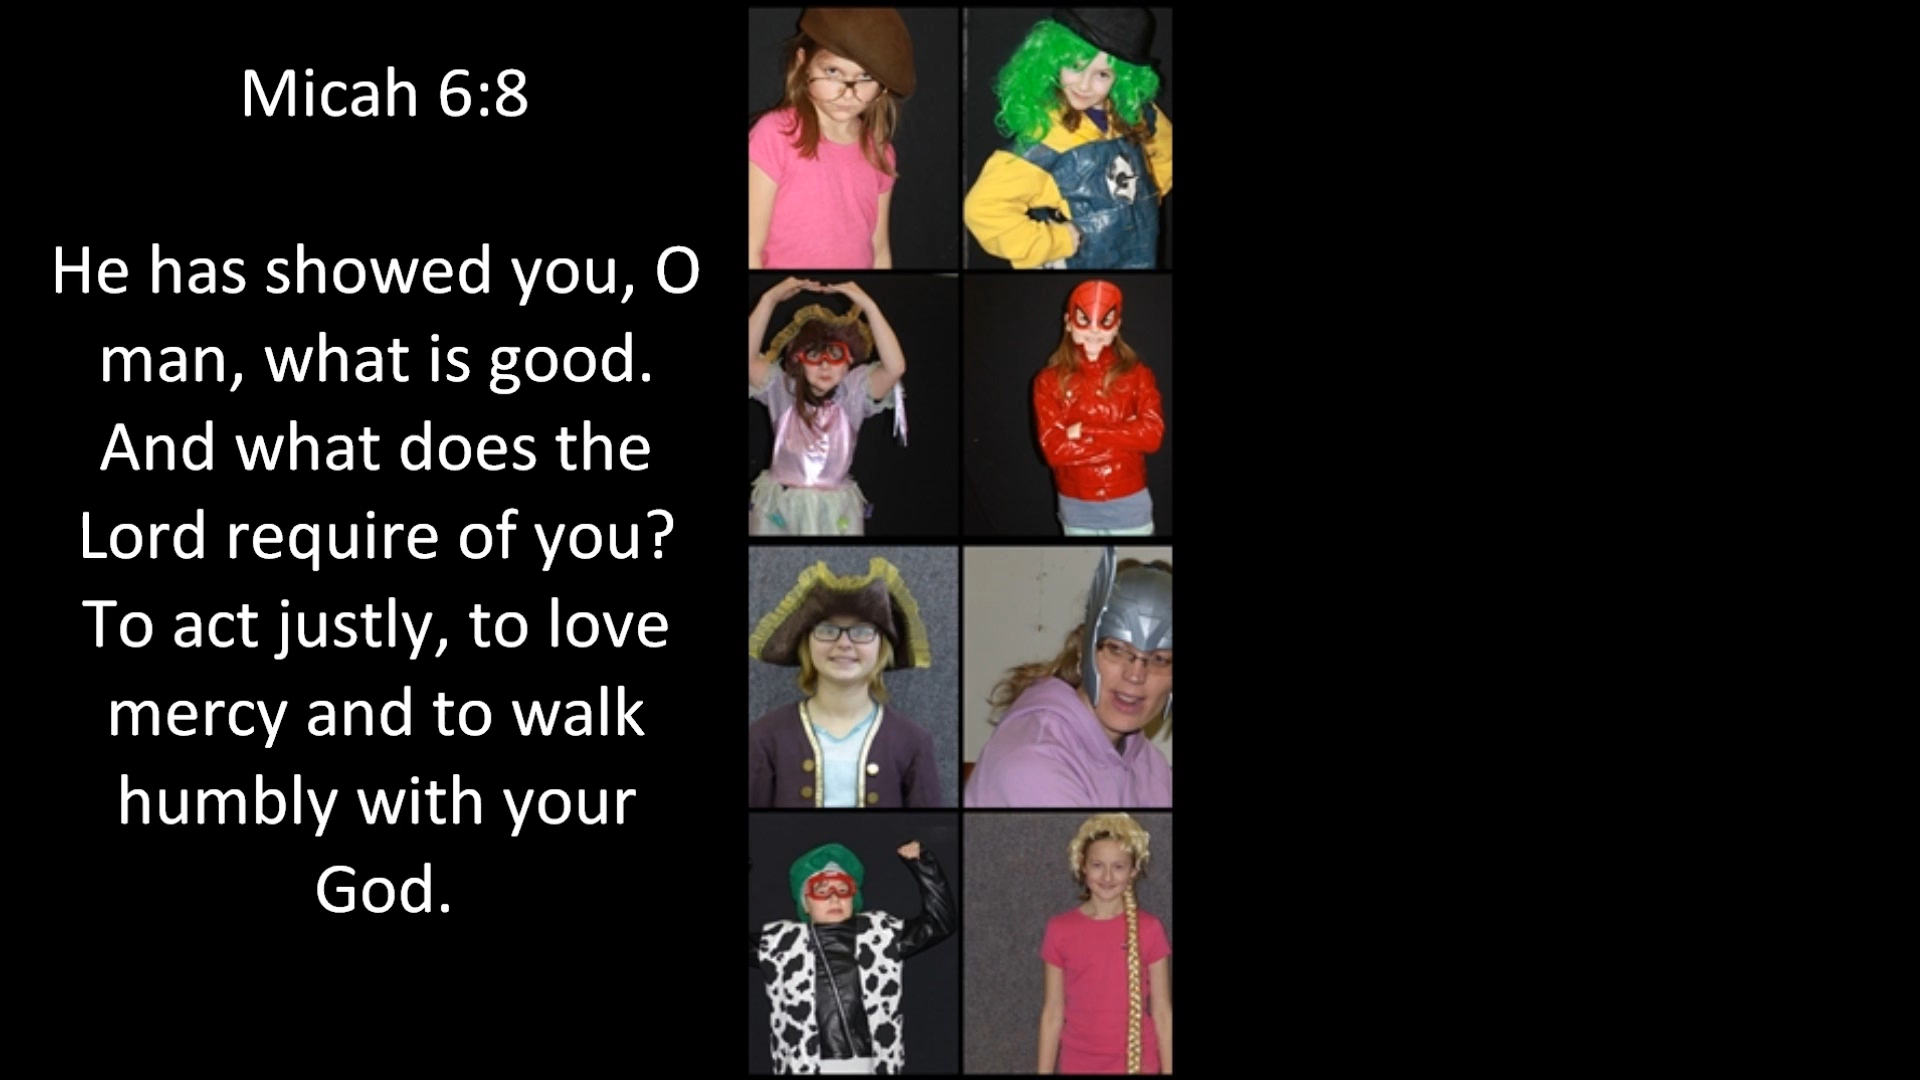 Micah 6:8
He has showed you, O
man, what is good.
And what does the
Lord require of you?
To act justly, to love
mercy and to walk
humbly with your
God.